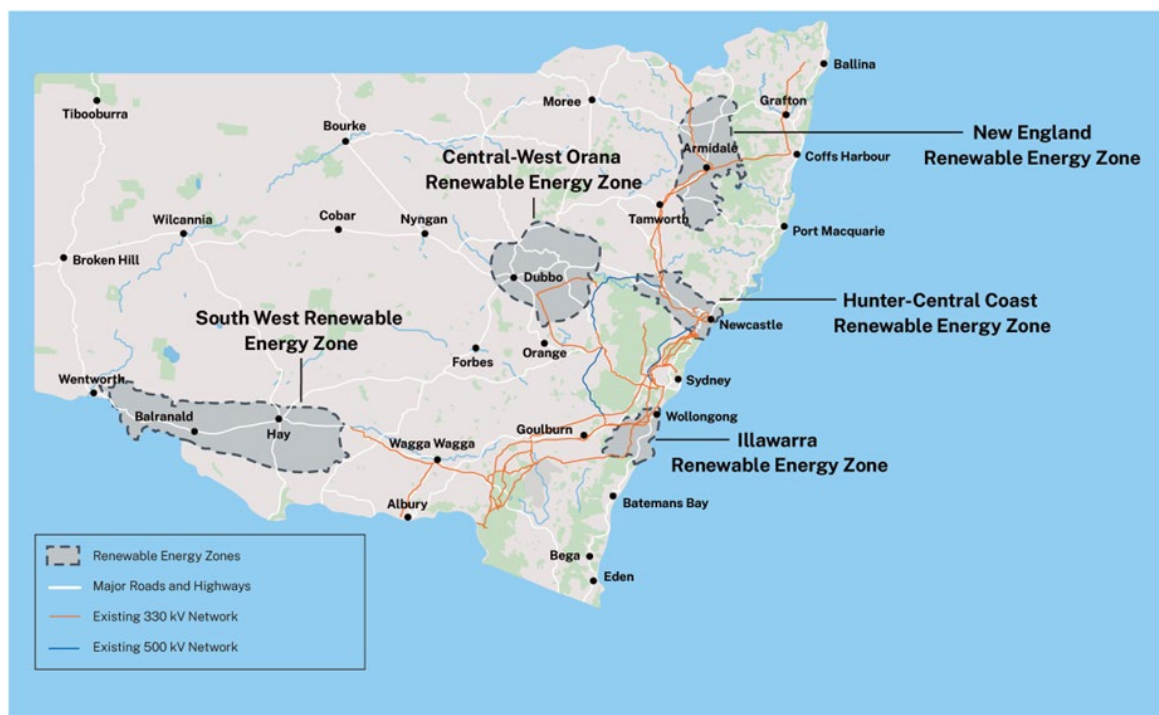 Ballina
Tibooburra
Moree
Grafton
Bourke
New England
Renewable Energy Zone
Armidale
Central-West Orana
Renewable Energy Zone
Coffs Harbour
Wilcannia
Cobar
Nyngan
Tamworth
Port Macquarie
Broken Hill
Dubbo
Hunter-Central Coast
Renewable Energy Zone
South West Renewable
Energy Zone
Newcastle
Forbes
Orange
Wentworth
Sydney
Balranald
Hay
Wagga Wagga
Goulburn
Wollongong
Illawarra
Renewable Energy Zone
Albury
Batemans Bay
Bega
Eden
Renewable Energy Zones
Major Roads and Highways
Existing 330 kV Network
Existing 500 kV Network